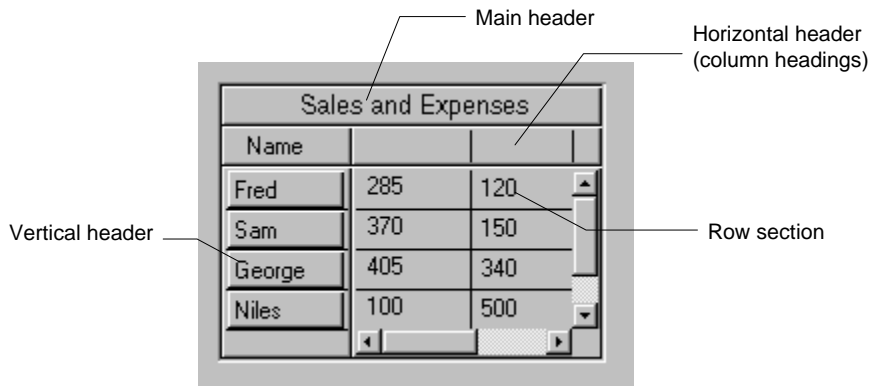 Main header
Horizontal header
(column headings)
Sales and Expenses
Name
Fred 285 120
Sam 370 150
Vertical header
Row section
George 405 340
Niles 100 500